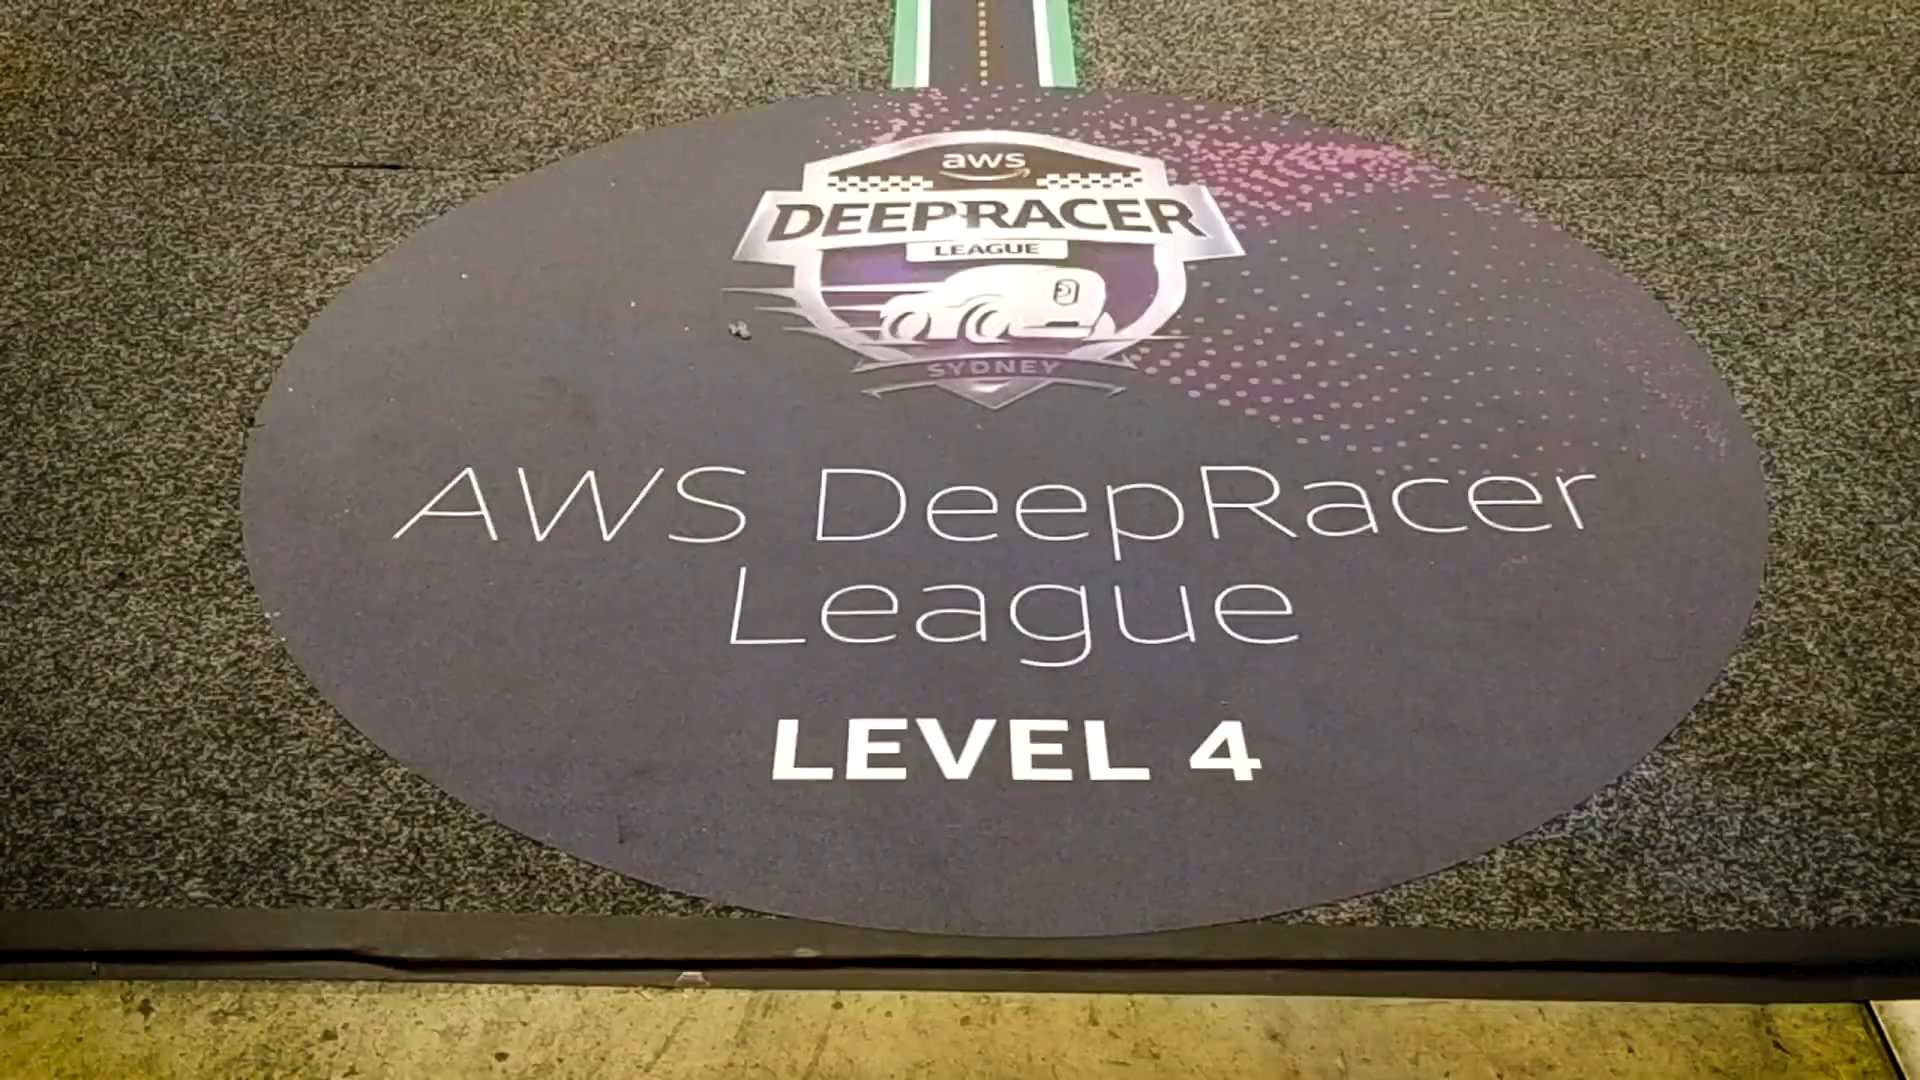 aws
DEEPRACER
LEAGUE
SYDNEY
AWS DeepRacer
League
LEVEL 4